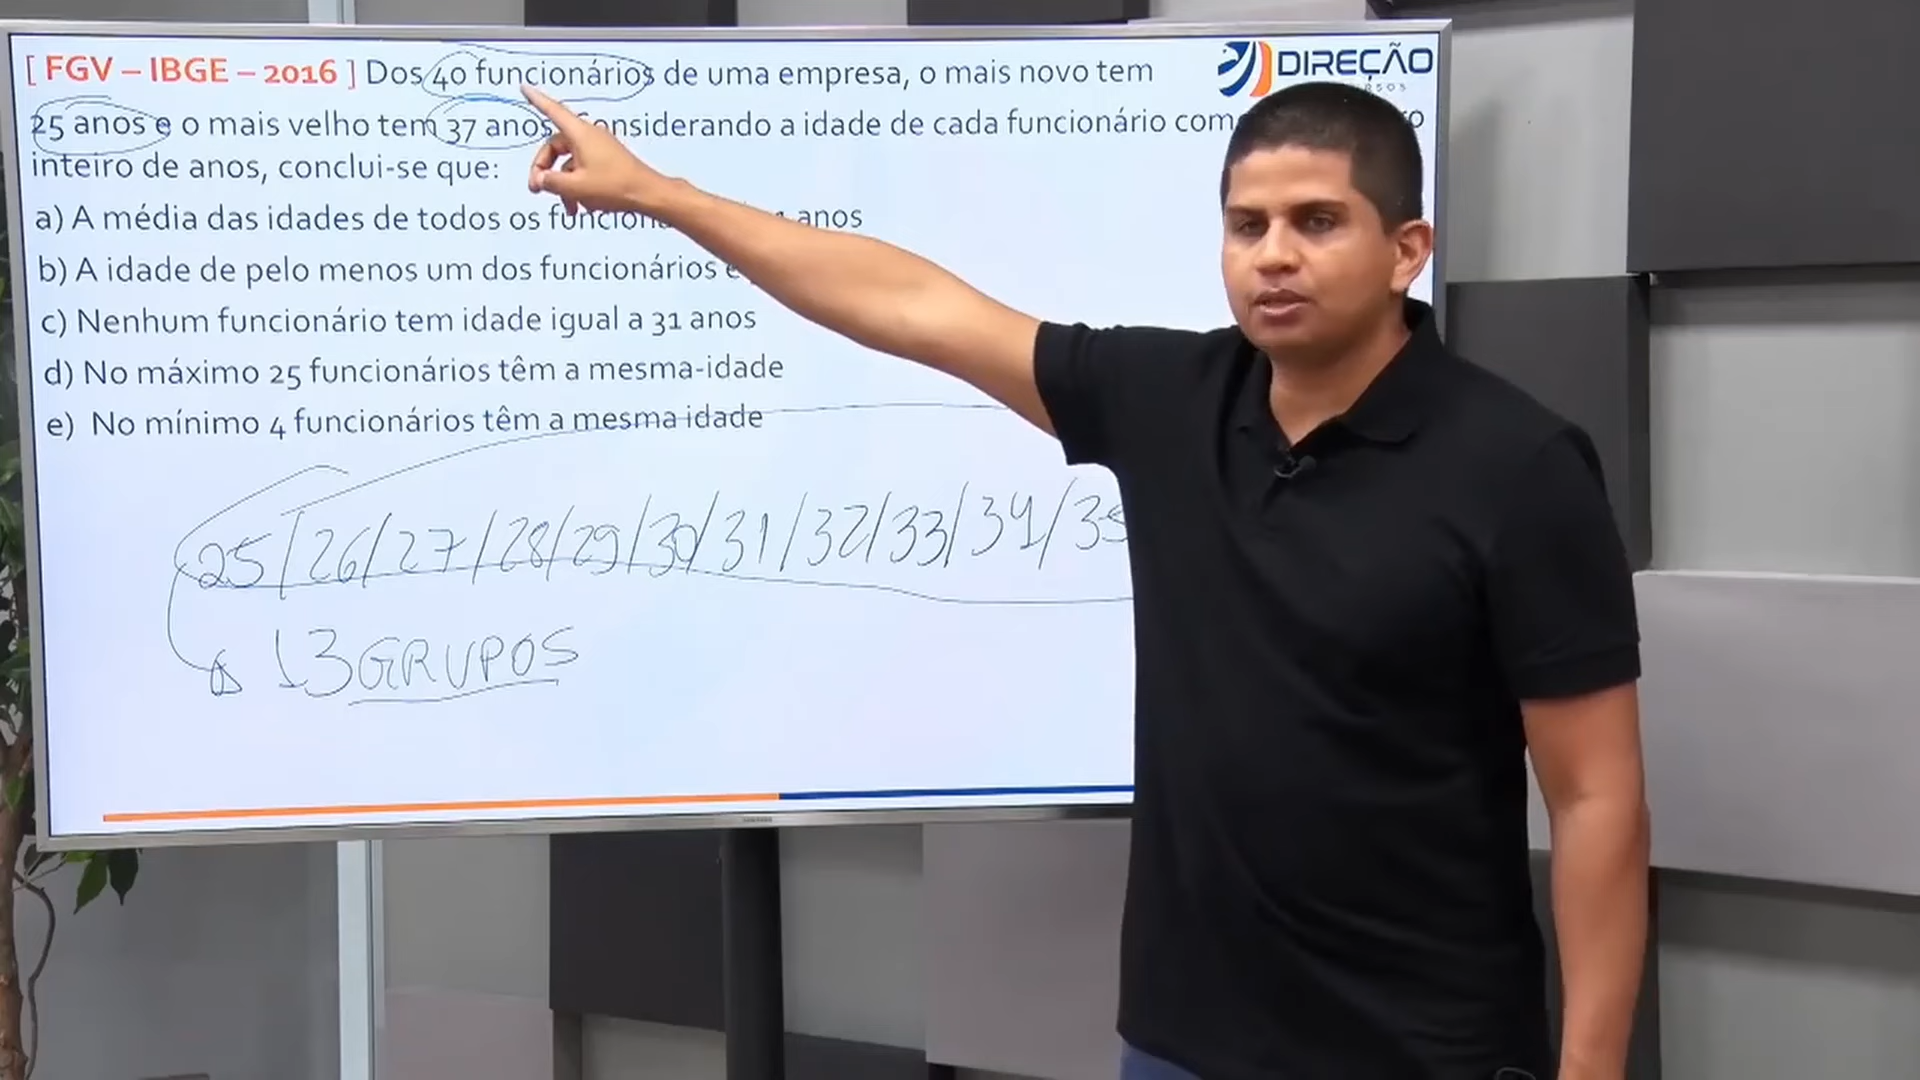 [ FGV – IBGE – 2016 ] Dos 40 funcionários de uma empresa, o mais novo tem
DIREÇÃO
25 anos e o mais velho tem 37 anos. Considerando a idade de cada funcionário com
inteiro de anos, conclui-se que:
a) A média das idades de todos os anos
b) A idade de pelo menos um dos funcionários é
c) Nenhum funcionário tem idade igual a 31 anos
d) No máximo 25 funcionários têm a mesma-idade
e) No mínimo 4 funcionários têm a mesma idade
25/26/27/28/29/30/31/32/33/34/35
13 GRUPOS